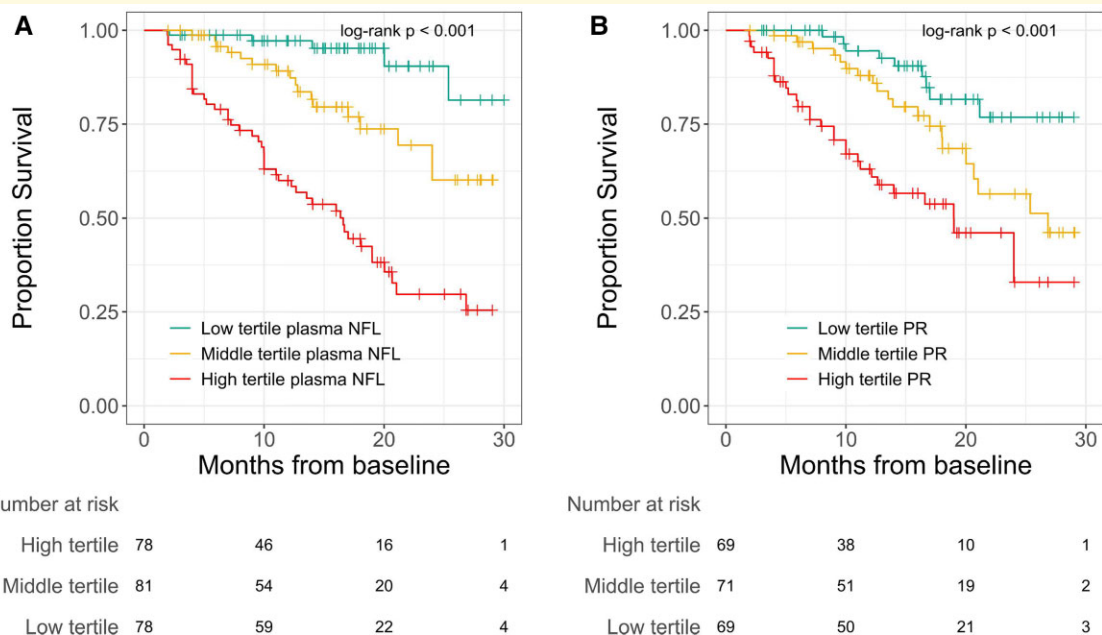 A
log-rank p < 0.001
1.00
0.75
0.50
0.25
0.00
Proportion Survival
Low tertile plasma NFL
Middle tertile plasma NFL
High tertile plasma NFL
0 10 20 30
Months from baseline
umber at risk
High tertile 78 46 16 1
Middle tertile 81 54 20 4
Low tertile 78 59 22 4
B
log-rank p < 0.001
1.00
0.75
0.50
0.25
0.00
Proportion Survival
Low tertile PR
Middle tertile PR
High tertile PR
0 10 20 30
Months from baseline
Number at risk
High tertile 69 38 10 1
Middle tertile 71 51 19 2
Low tertile 69 50 21 3